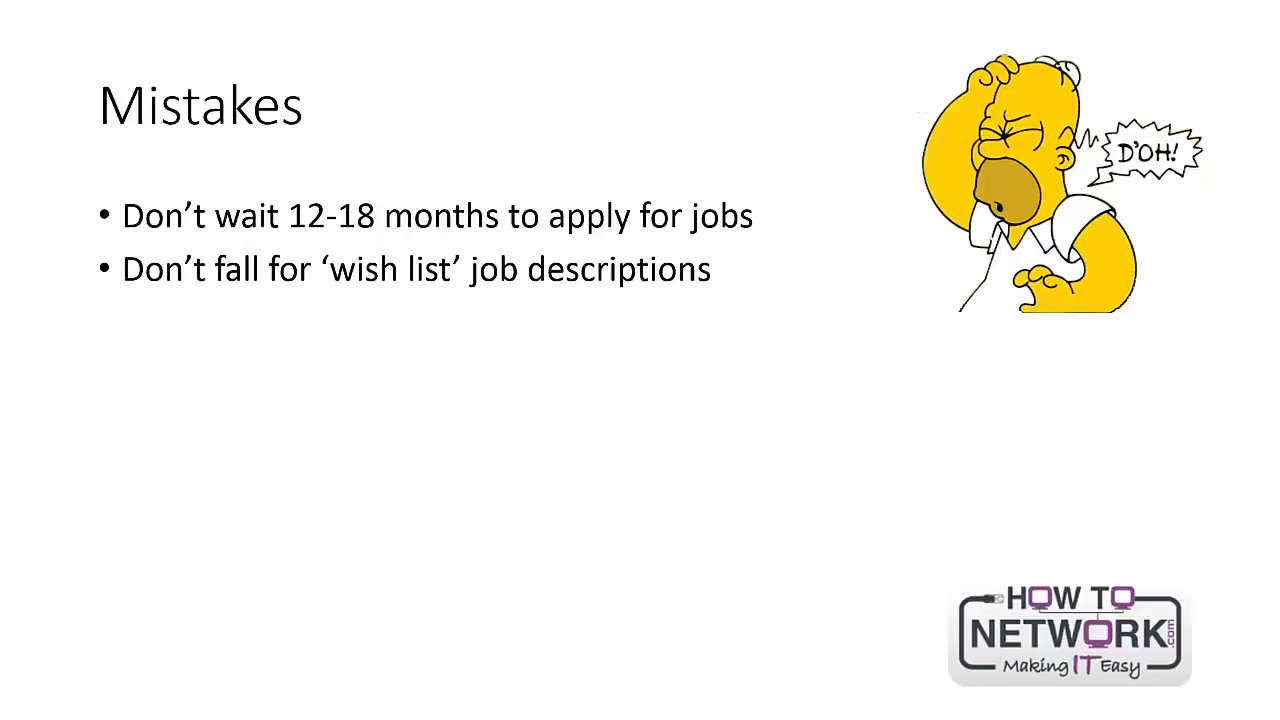 Mistakes
D'OH!
• Don’t wait 12-18 months to apply for jobs
• Don’t fall for ‘wish list’ job descriptions
HOW TO
NETWORK.com
Making IT Easy